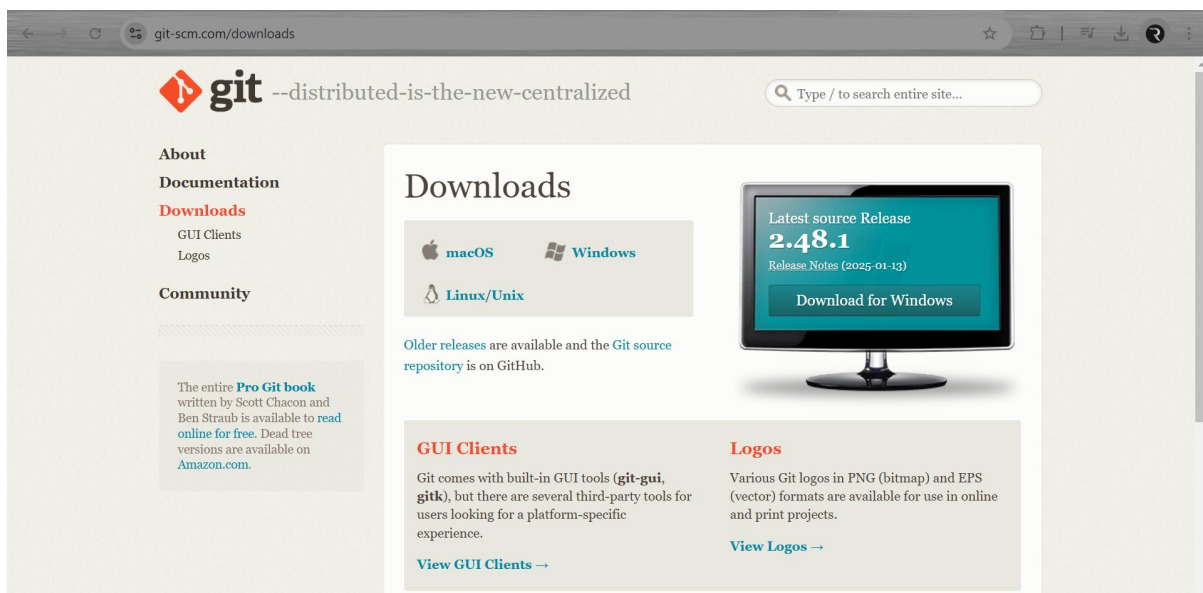 git-scm.com/downloads
git --distributed-is-the-new-centralized
Type / to search entire site...
About
Documentation
Downloads
GUI Clients
Logos
Community
The entire Pro Git book
written by Scott Chacon and
Ben Straub is available to read
online for free. Dead tree
versions are available on
Amazon.com.
Downloads
macOS
Windows
Linux/Unix
Older releases are available and the Git source
repository is on GitHub.
Latest source Release
2.48.1
Release Notes (2025-01-13)
Download for Windows
GUI Clients
Git comes with built-in GUI tools (git-gui,
gitk), but there are several third-party tools for
users looking for a platform-specific
experience.
View GUI Clients →
Logos
Various Git logos in PNG (bitmap) and EPS
(vector) formats are available for use in online
and print projects.
View Logos →